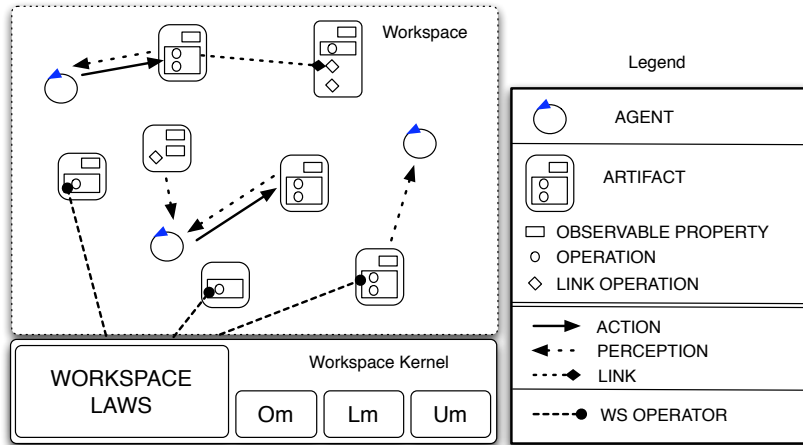 Workspace
Workspace Kernel
WORKSPACE
LAWS
Om
Lm
Um
Legend
AGENT
ARTIFACT
OBSERVABLE PROPERTY
OPERATION
LINK OPERATION
ACTION
PERCEPTION
LINK
WS OPERATOR